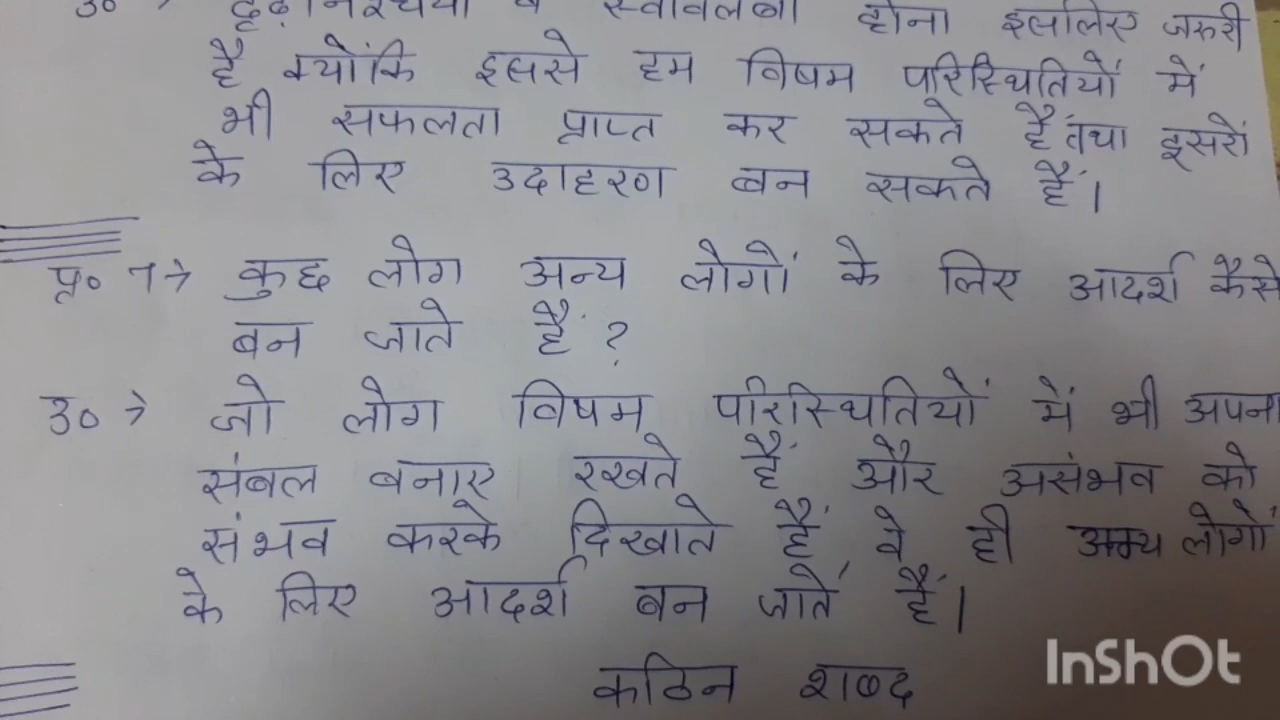 उ० → दृढ़निश्चयी व स्वावलंबी होना इसलिए जरुरी
है क्योंकि इससे हम विषम परिस्थितियों में
भी सफलता प्राप्त कर सकते हैं तथा दूसरों
के लिए उदाहरण बन सकते हैं।
प्र० 7 → कुछ लोग अन्य लोगों के लिए आदर्श कैसे
बन जाते हैं ?
उ० → जो लोग विषम परिस्थितियों में भी अपना
संबल बनाए रखते हैं और असंभव को
संभव करके दिखाते हैं, वे ही अन्य लोगों
के लिए आदर्श बन जाते हैं।
कठिन शब्द
InShOt